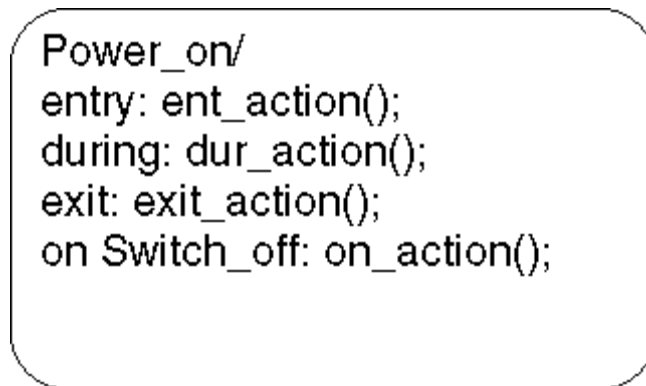 Power_on/
entry: ent_action();
during: dur_action();
exit: exit_action();
on Switch_off: on_action();